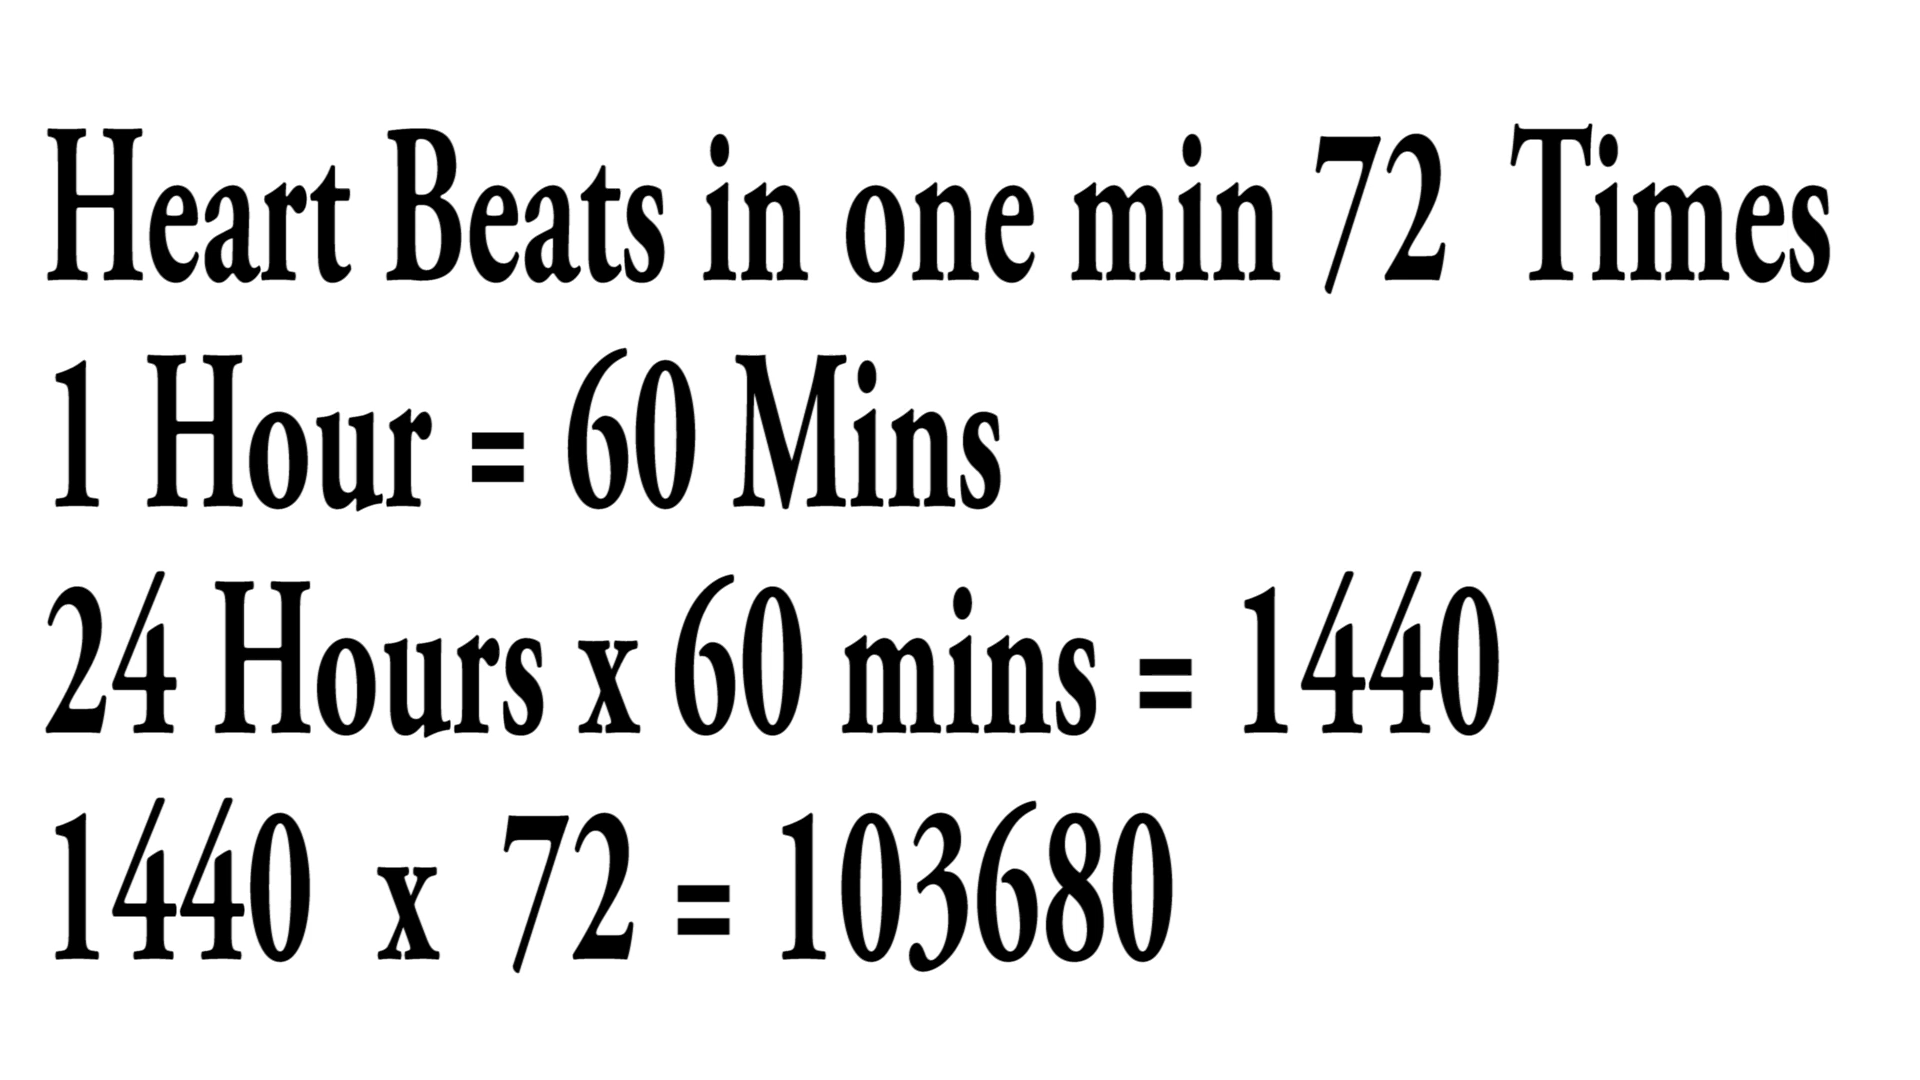 Heart Beats in one min 72 Times
1 Hour = 60 Mins
24 Hours x 60 mins = 1440
1440 x 72 = 103680